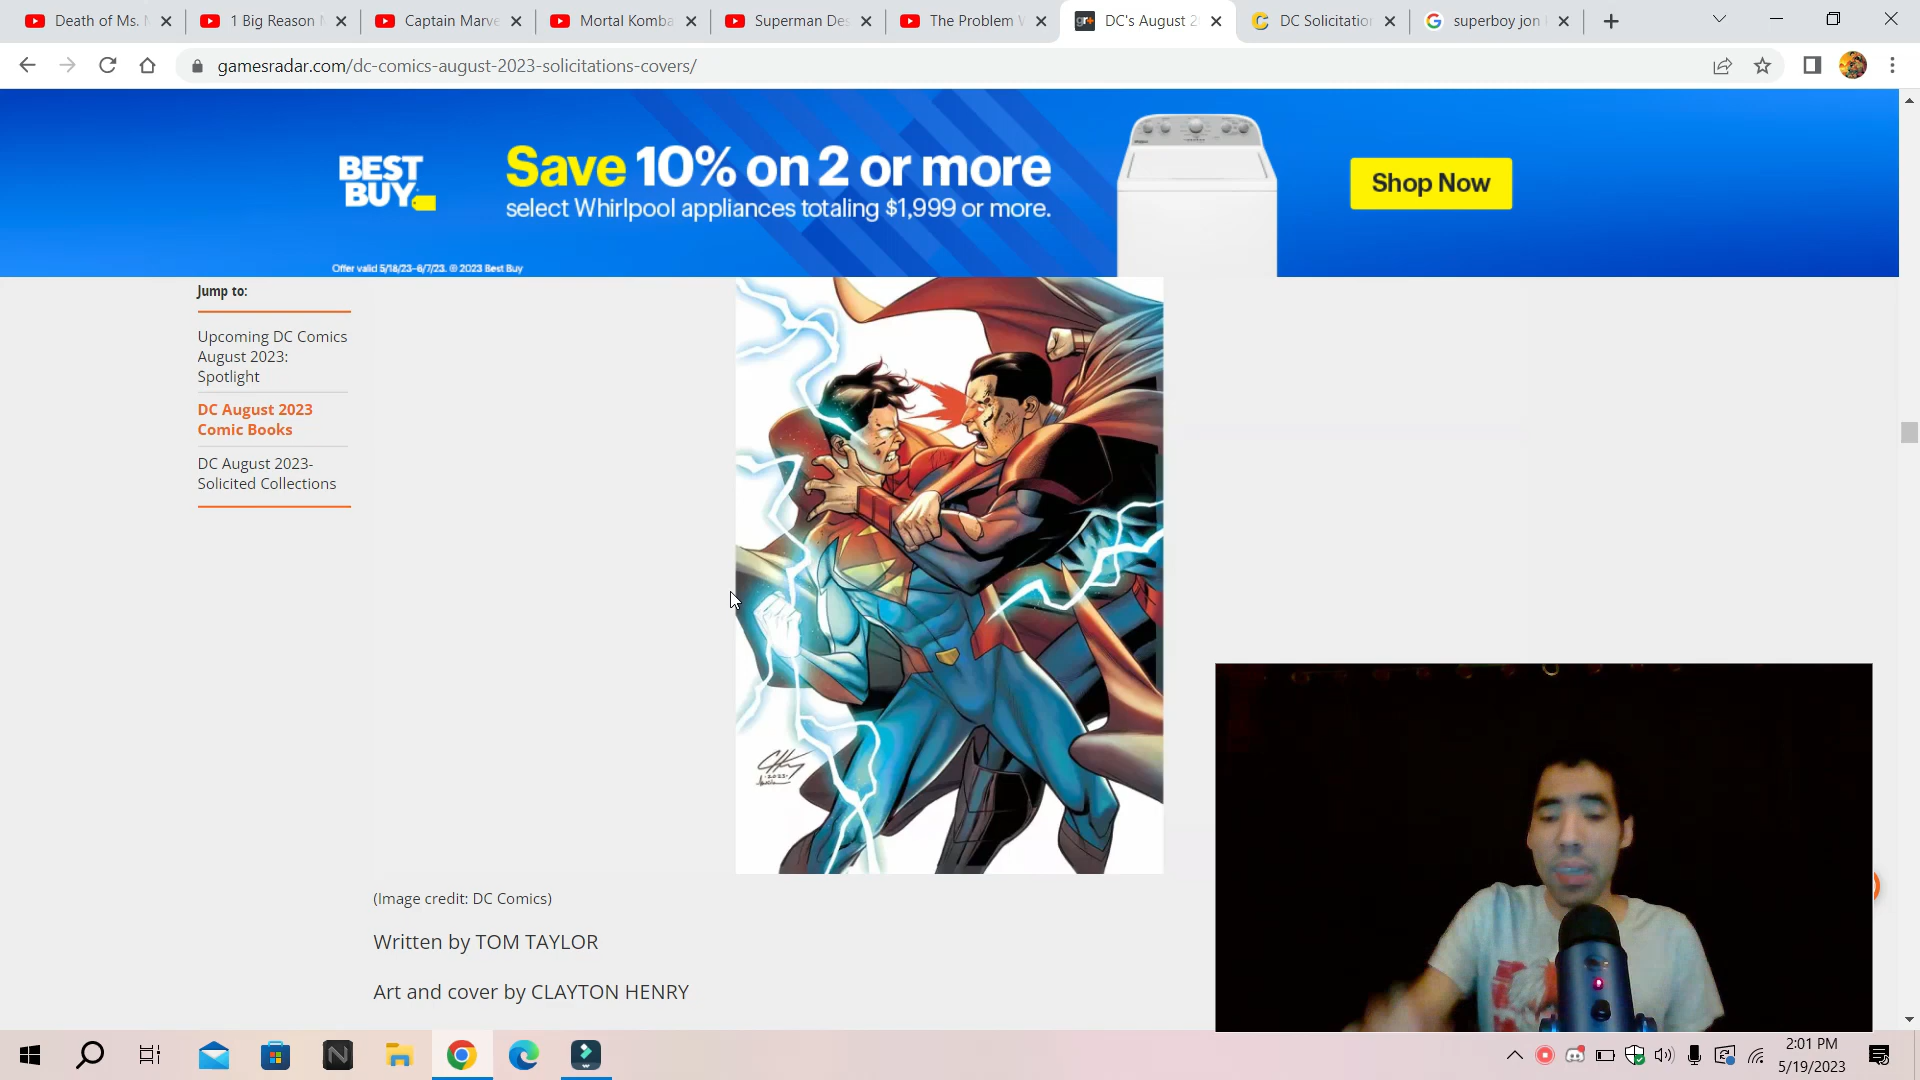 Death of Ms.
1 Big Reason
Captain Marve
Mortal Komba
Superman Des
The Problem
gr+ DC's August 2
DC Solicitatio
superboy jon
gamesradar.com/dc-comics-august-2023-solicitations-covers/
BEST BUY
Save 10% on 2 or more
select Whirlpool appliances totaling $1,999 or more.
Shop Now
Offer valid 5/18/23–6/7/23. © 2023 Best Buy
Jump to:
Upcoming DC Comics
August 2023:
Spotlight
DC August 2023
Comic Books
DC August 2023-
Solicited Collections
(Image credit: DC Comics)
Written by TOM TAYLOR
Art and cover by CLAYTON HENRY
2:01 PM
5/19/2023